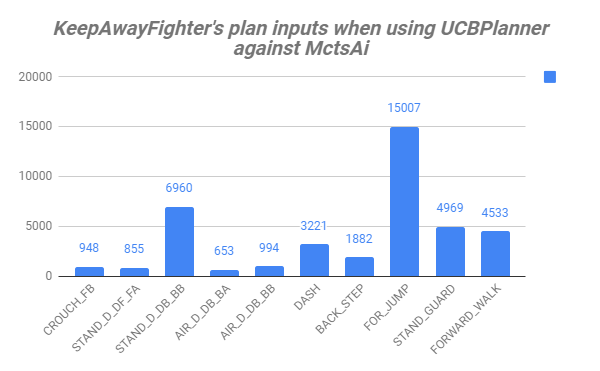 KeepAwayFighter's plan inputs when using UCBPlanner
against MctsAi
20000
15000
10000
5000
0
948
855
6960
653
994
3221
1882
15007
4969
4533
CROUCH_FB
STAND_D_DF_FA
STAND_D_DB_BB
AIR_D_DB_BA
AIR_D_DB_BB
DASH
BACK_STEP
FOR_JUMP
STAND_GUARD
FORWARD_WALK